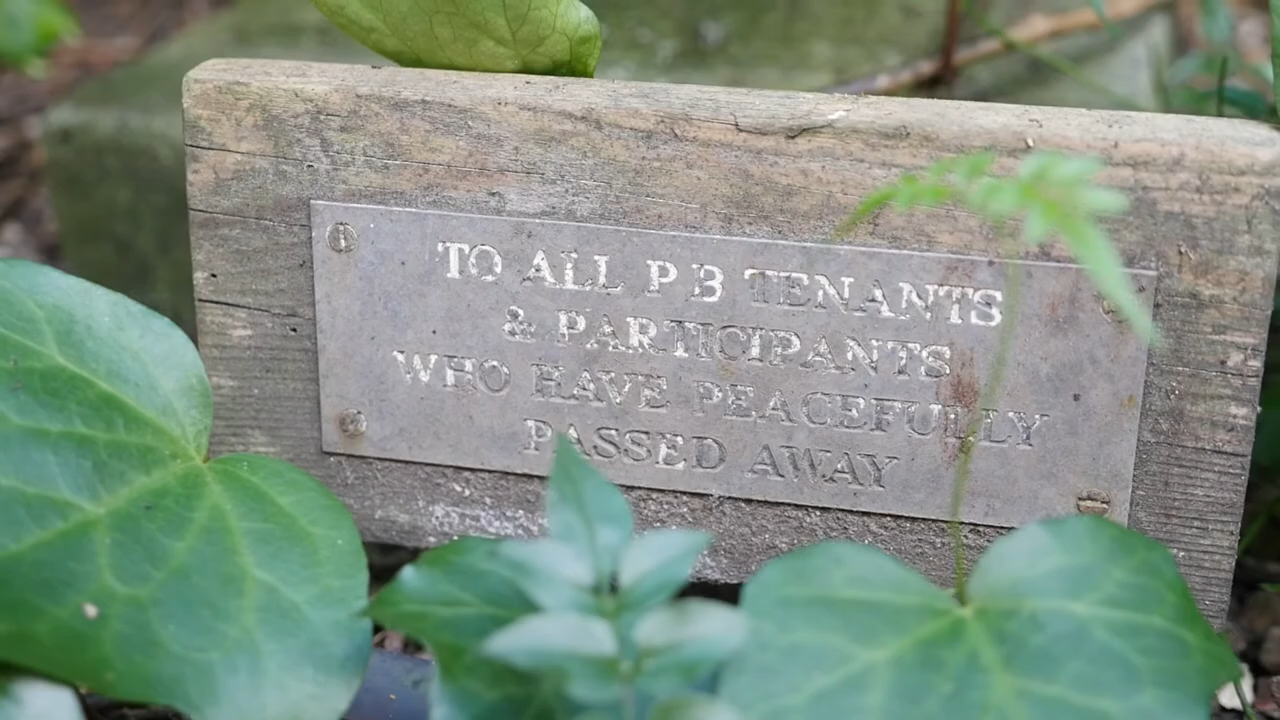 TO ALL P B TENANTS
& PARTICIPANTS
WHO HAVE PEACEFULLY
PASSED AWAY